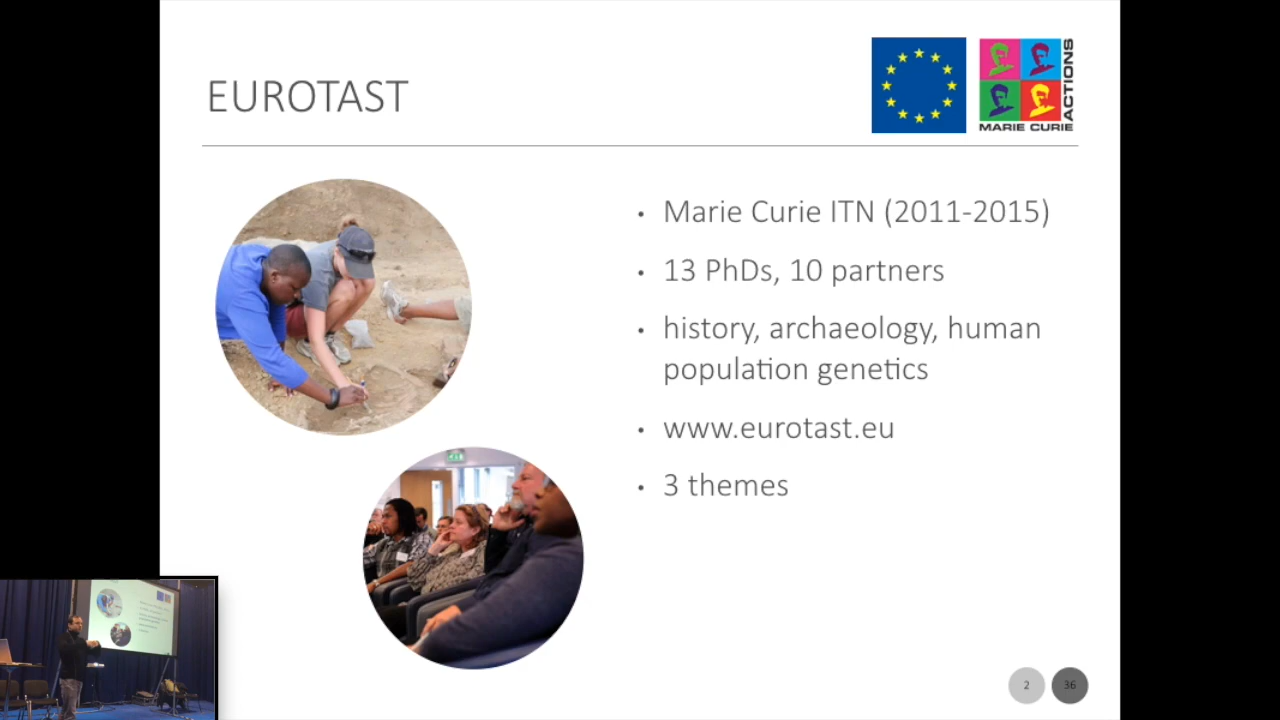 EUROTAST
MARIE CURIE
ACTIONS
• Marie Curie ITN (2011-2015)
• 13 PhDs, 10 partners
• history, archaeology, human
population genetics
• www.eurotast.eu
• 3 themes
2
36